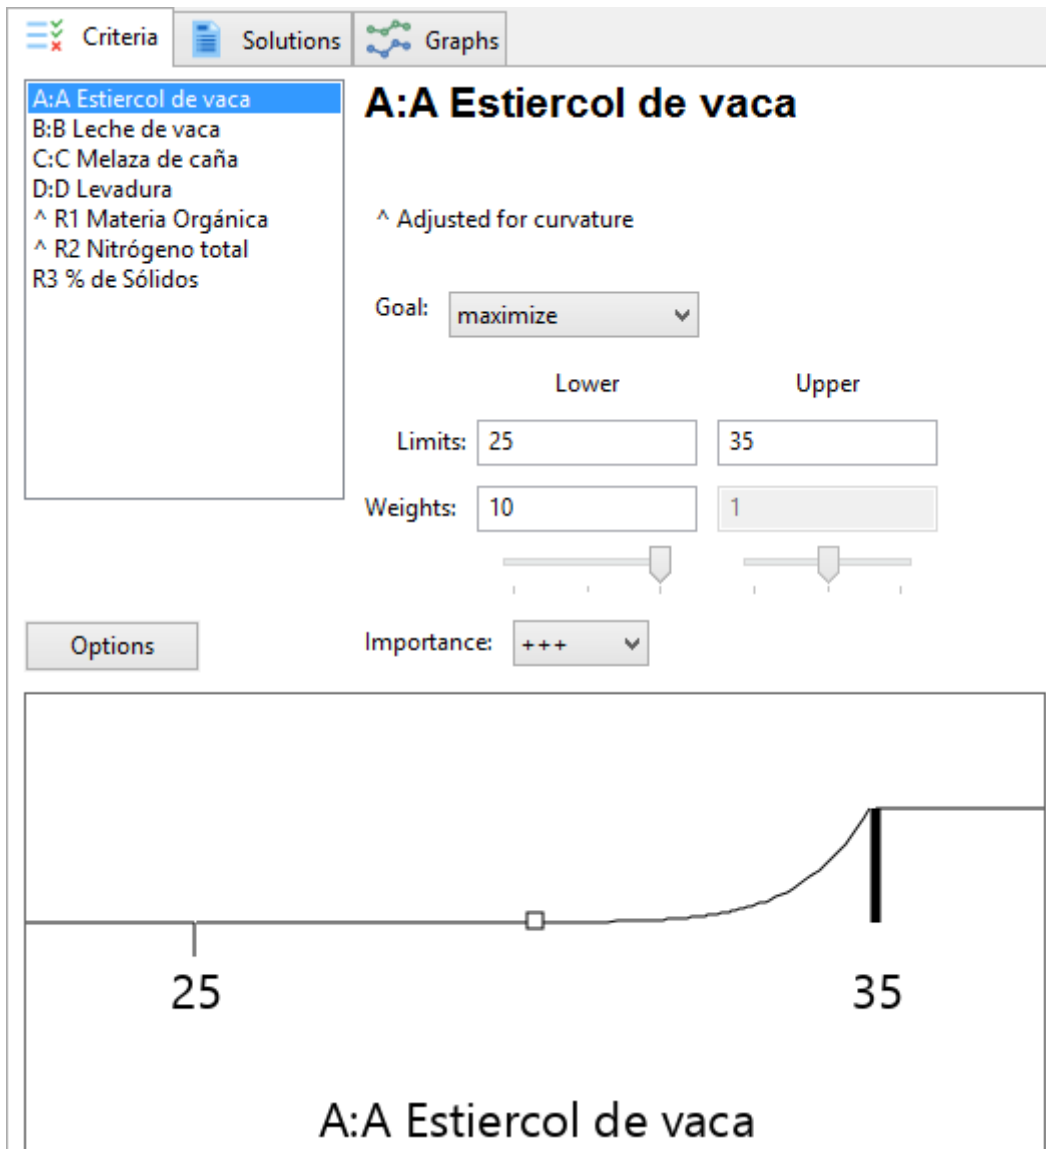 Criteria Solutions Graphs
A:A Estiercol de vaca
B:B Leche de vaca
C:C Melaza de caña
D:D Levadura
^ R1 Materia Orgánica
^ R2 Nitrógeno total
R3 % de Sólidos
A:A Estiercol de vaca
^ Adjusted for curvature
Goal: maximize
Lower Upper
Limits: 25 35
Weights: 10 1
Options
Importance: +++
25 35
A:A Estiercol de vaca